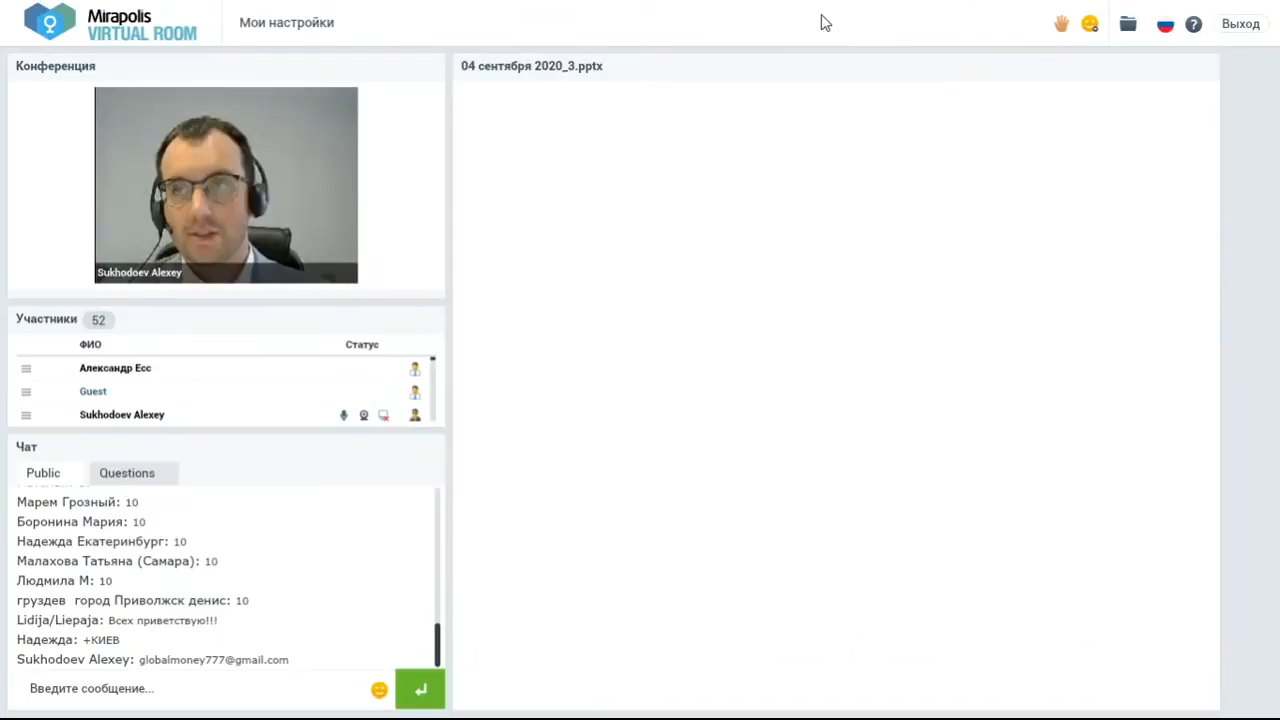 Mirapolis
VIRTUAL ROOM
Мои настройки
Выход
Конференция
04 сентября 2020_3.pptx
Sukhodoev Alexey
Участники 52
ФИО Статус
Александр Есс
Guest
Sukhodoev Alexey
Чат
Public Questions
Марем Грозный: 10
Боронина Мария: 10
Надежда Екатеринбург: 10
Малахова Татьяна (Самара): 10
Людмила М: 10
груздев город Приволжск денис: 10
Lidija/Liepaja: Всех приветствую!!!
Надежда: +КИЕВ
Sukhodoev Alexey: globalmoney777@gmail.com
Введите сообщение...